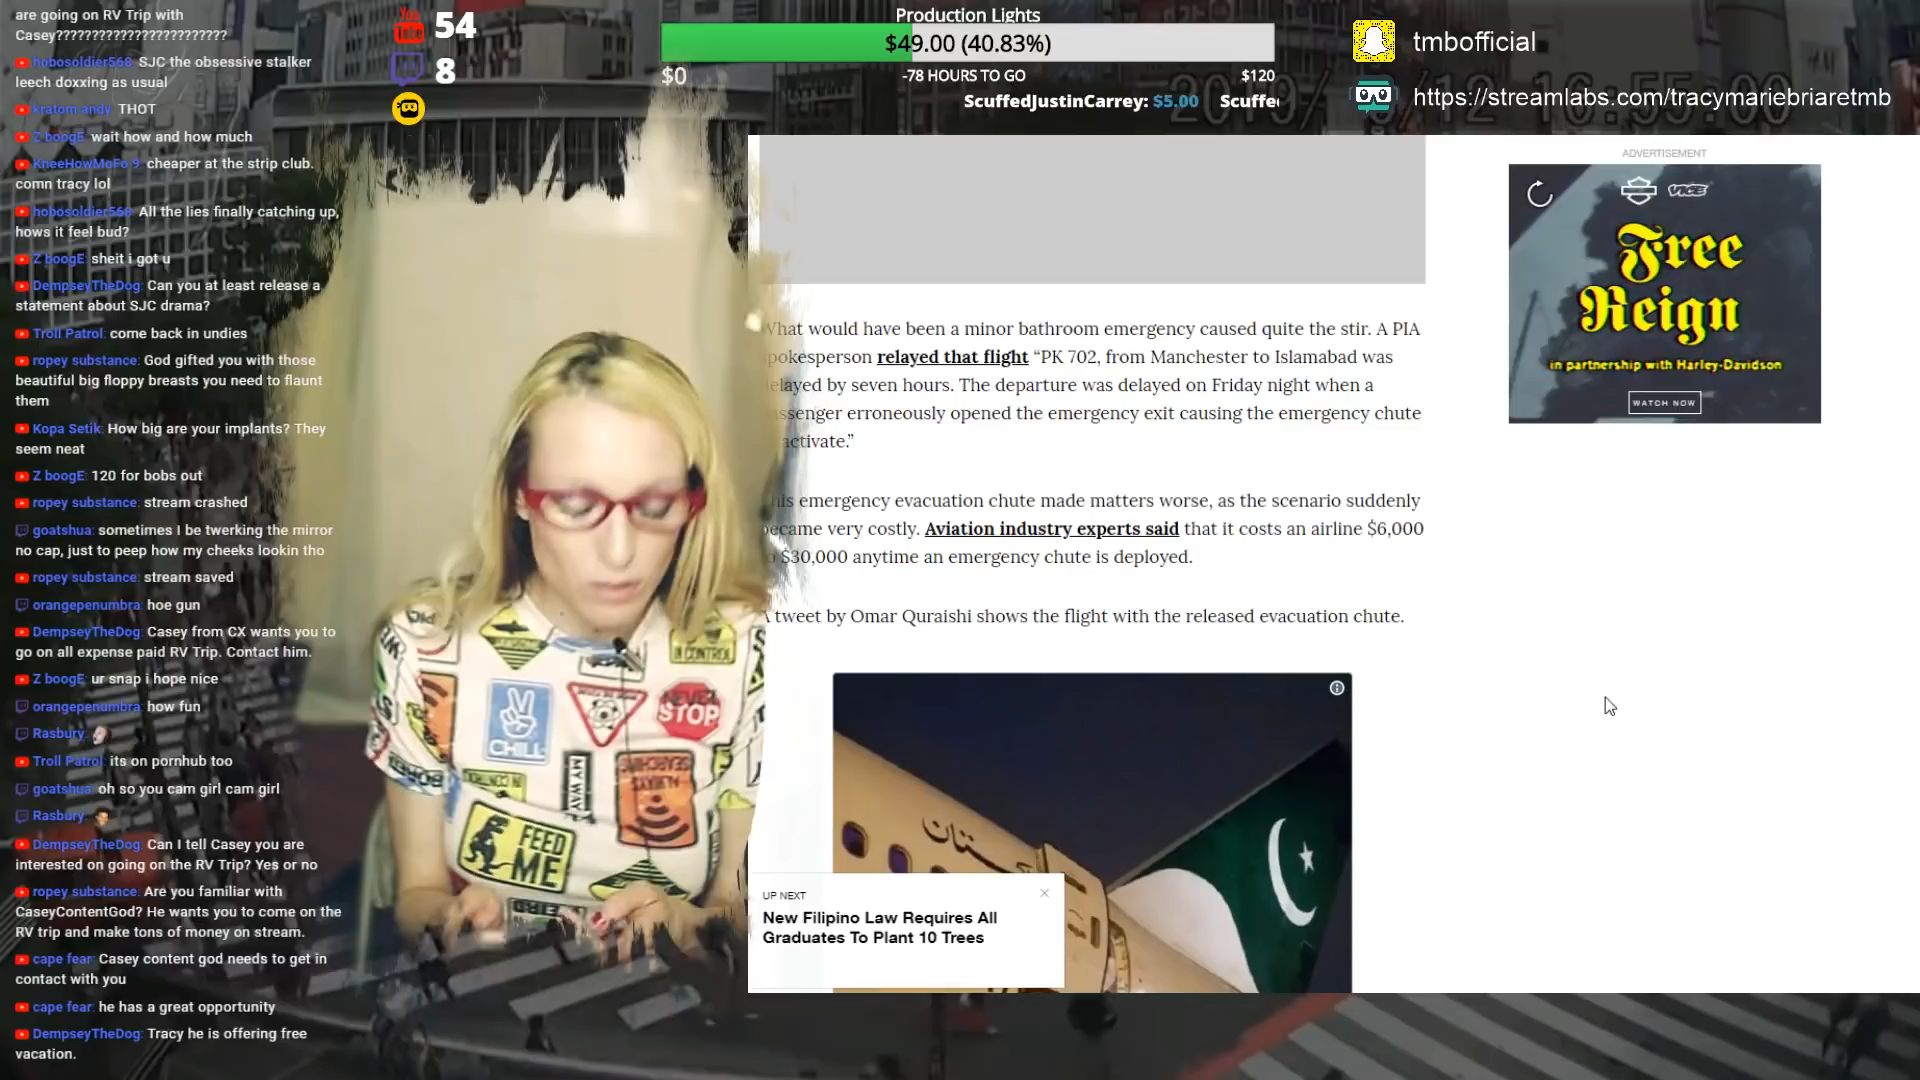 are going on RV Trip with
Casey????????????????????????
hobosoldier568: SJC the obsessive stalker
leech doxxing as usual
kratom andy: THOT
Z boogE: wait how and how much
KneeHowMoFo 9: cheaper at the strip club.
comn tracy lol
hobosoldier568: All the lies finally catching up,
hows it feel bud?
Z boogE: sheit i got u
DempseyTheDog: Can you at least release a
statement about SJC drama?
Troll Patrol: come back in undies
ropey substance: God gifted you with those
beautiful big floppy breasts you need to flaunt
them
Kopa Setik: How big are your implants? They
seem neat
Z boogE: 120 for bobs out
ropey substance: stream crashed
goatshua: sometimes I be twerking the mirror
no cap, just to peep how my cheeks lookin tho
ropey substance: stream saved
orangepenumbra: hoe gun
DempseyTheDog: Casey from CX wants you to
go on all expense paid RV Trip. Contact him.
Z boogE: ur snap i hope nice
orangepenumbra: how fun
Rasbury:
Troll Patrol: its on pornhub too
goatshua: oh so you cam girl cam girl
Rasbury:
DempseyTheDog: Can I tell Casey you are
interested on going on the RV Trip? Yes or no
ropey substance: Are you familiar with
CaseyContentGod? He wants you to come on the
RV trip and make tons of money on stream.
cape fear: Casey content god needs to get in
contact with you
cape fear: he has a great opportunity
DempseyTheDog: Tracy he is offering free
vacation.
You Tube 54
8
Production Lights
$49.00 (40.83%)
$0 -78 HOURS TO GO $120
ScuffedJustinCarrey: $5.00 Scuffe
tmbofficial
https://streamlabs.com/tracymariebriaretmb
12 16:55:00
ADVERTISEMENT
VICE
Free
Reign
in partnership with Harley-Davidson
WATCH NOW
What would have been a minor bathroom emergency caused quite the stir. A PIA
spokesperson relayed that flight “PK 702, from Manchester to Islamabad was
delayed by seven hours. The departure was delayed on Friday night when a
passenger erroneously opened the emergency exit causing the emergency chute
activate.”
This emergency evacuation chute made matters worse, as the scenario suddenly
became very costly. Aviation industry experts said that it costs an airline $6,000
to $30,000 anytime an emergency chute is deployed.
A tweet by Omar Quraishi shows the flight with the released evacuation chute.
پاکستان
UP NEXT
New Filipino Law Requires All
Graduates To Plant 10 Trees
IN CONTROL
CHILL
NEVER
STOP
MY WAY
ALWAYS
SEARCHING
FEED
ME
BORED